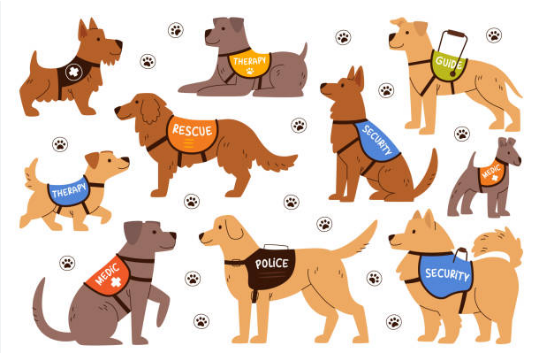 THERAPY
GUIDE
RESCUE
SECURITY
MEDIC
THERAPY
MEDIC
POLICE
SECURITY